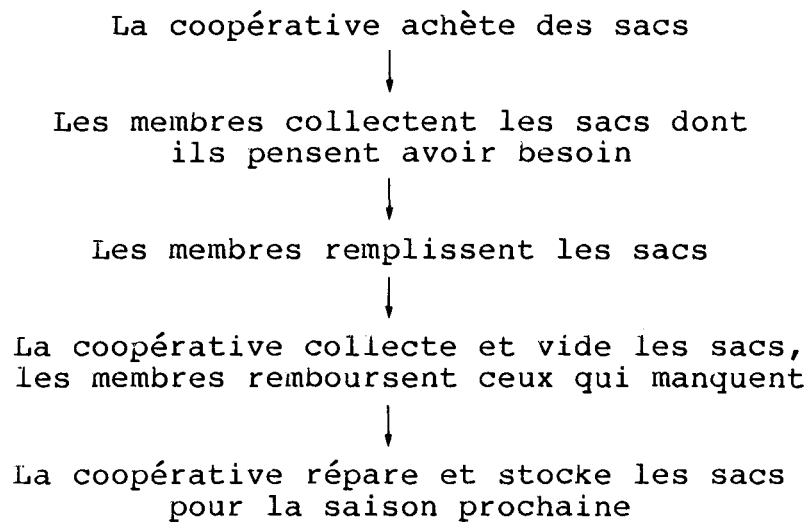 La coopérative achète des sacs
Les membres collectent les sacs dont
ils pensent avoir besoin
Les membres remplissent les sacs
La coopérative collecte et vide les sacs,
les membres remboursent ceux qui manquent
La coopérative répare et stocke les sacs
pour la saison prochaine